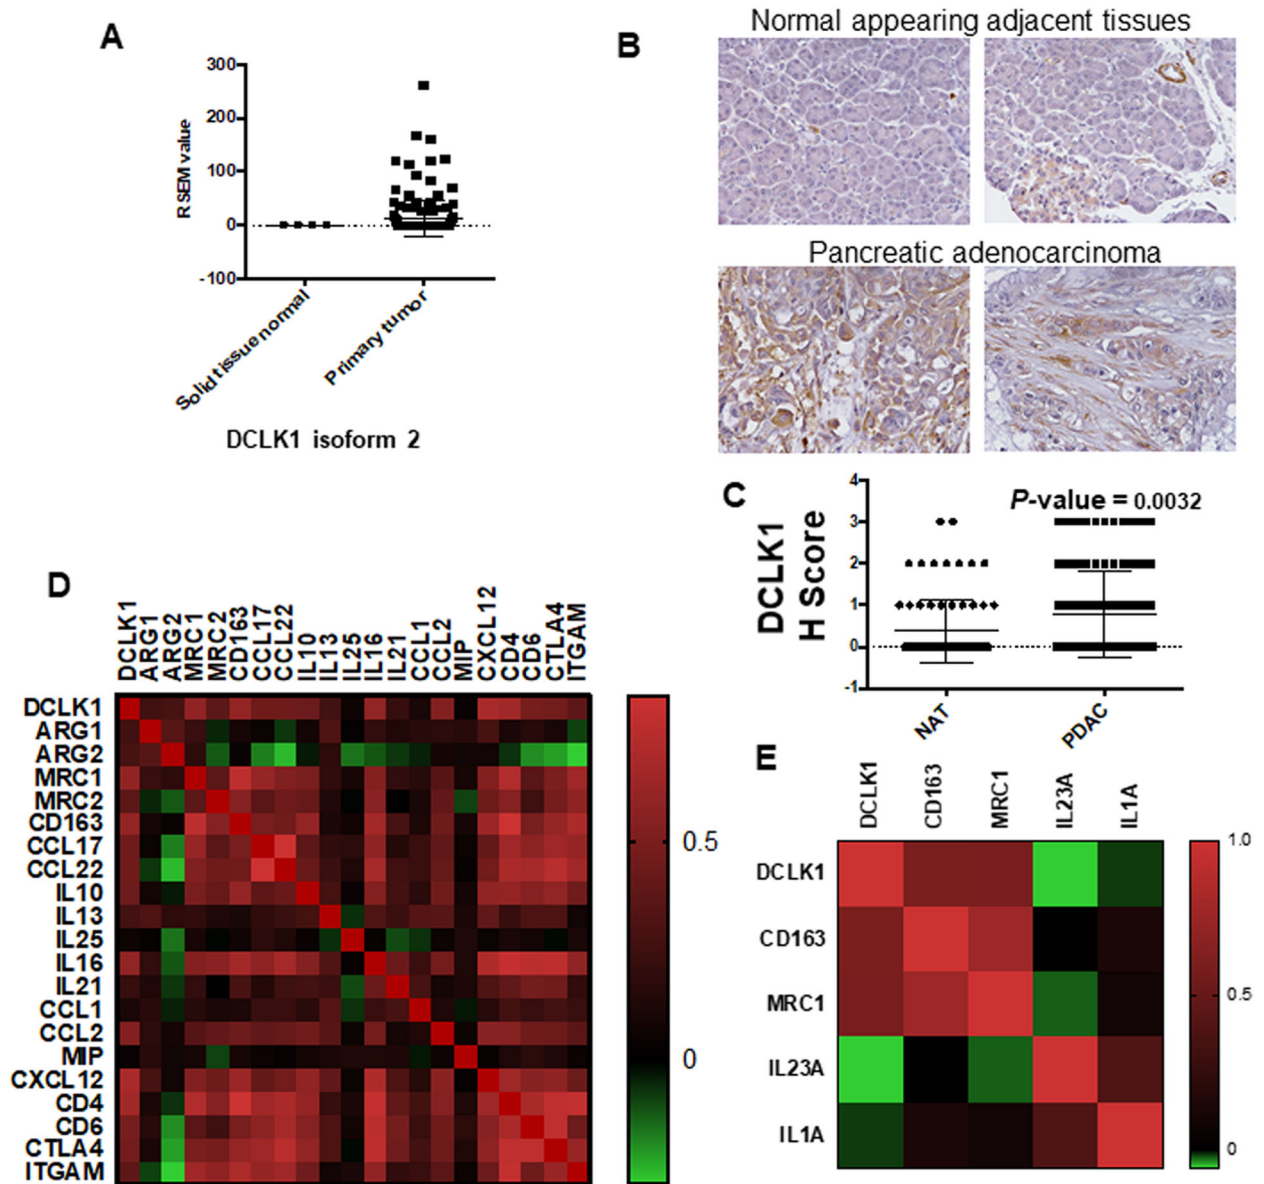 A
300
200
100
0
-100
RSEM value
Solid tissue normal
Primary tumor
DCLK1 isoform 2
B
Normal appearing adjacent tissues
Pancreatic adenocarcinoma
C
DCLK1
H Score
4
3
2
1
0
-1
P-value = 0.0032
NAT
PDAC
D
DCLK1
ARG1
ARG2
MRC1
MRC2
CD163
CCL17
CCL22
IL10
IL13
IL25
IL16
IL21
CCL1
CCL2
MIP
CXCL12
CD4
CD6
CTLA4
ITGAM
DCLK1
ARG1
ARG2
MRC1
MRC2
CD163
CCL17
CCL22
IL10
IL13
IL25
IL16
IL21
CCL1
CCL2
MIP
CXCL12
CD4
CD6
CTLA4
ITGAM
0.5
0
E
DCLK1
CD163
MRC1
IL23A
IL1A
DCLK1
CD163
MRC1
IL23A
IL1A
1.0
0.5
0